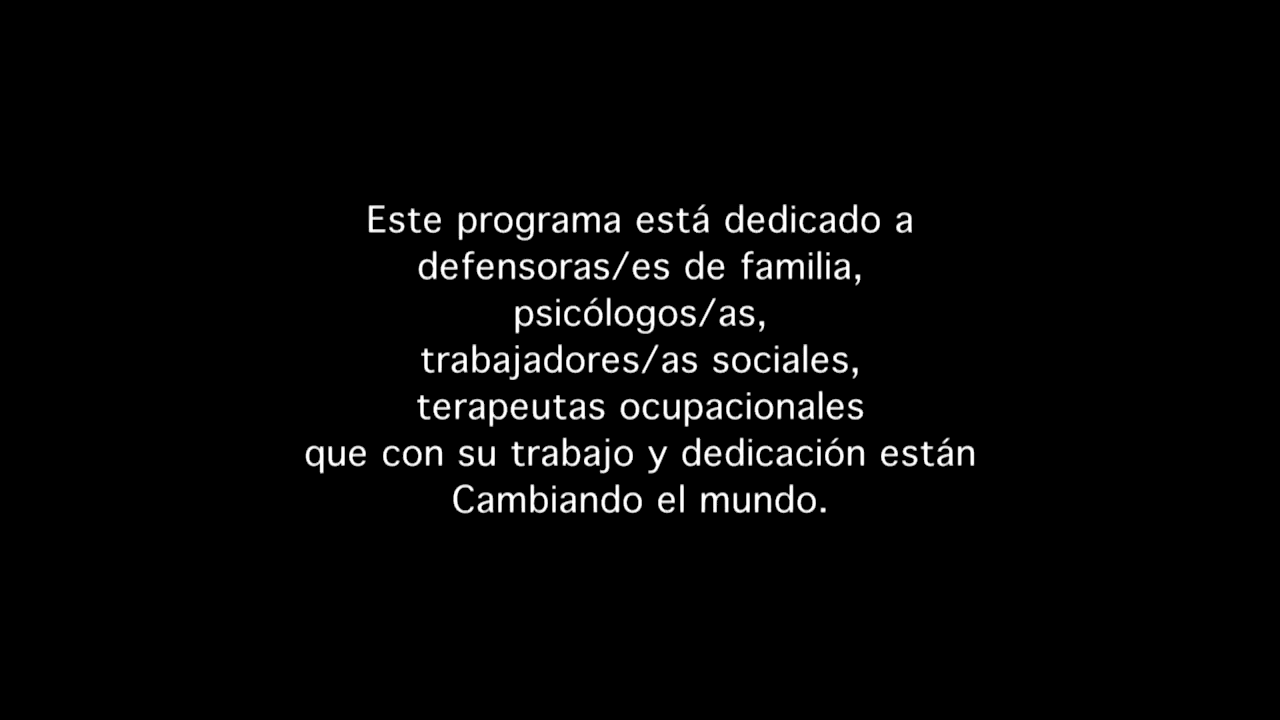 Este programa está dedicado a
defensoras/es de familia,
psicólogos/as,
trabajadores/as sociales,
terapeutas ocupacionales
que con su trabajo y dedicación están
Cambiando el mundo.